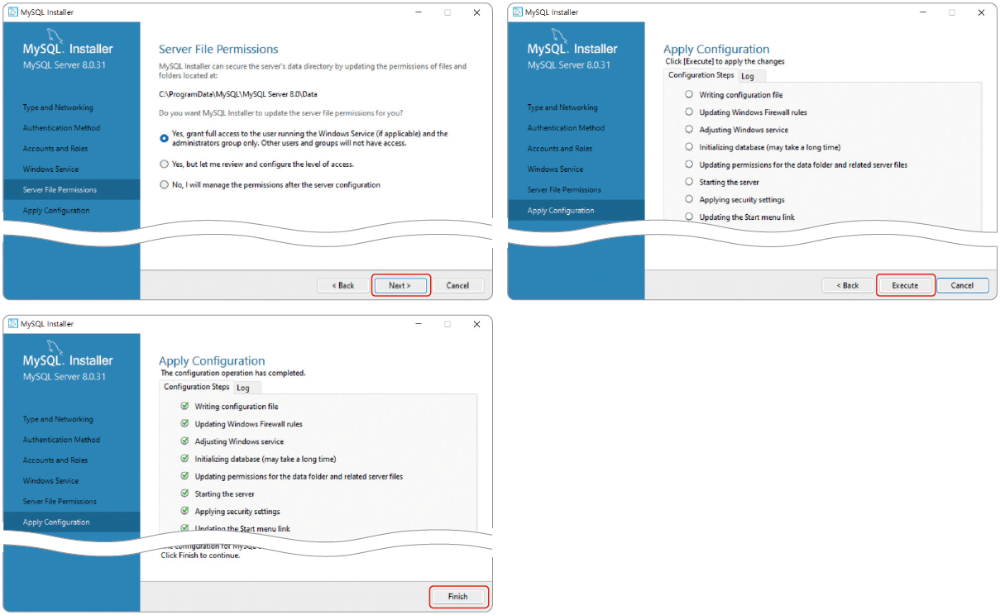 MySQL Installer
MySQL. Installer
MySQL Server 8.0.31
Type and Networking
Authentication Method
Accounts and Roles
Windows Service
Server File Permissions
Apply Configuration
Server File Permissions
MySQL Installer can secure the server's data directory by updating the permissions of files and
folders located at:
C:\ProgramData\MySQL\MySQL Server 8.0\Data
Do you want MySQL Installer to update the server file permissions for you?
Yes, grant full access to the user running the Windows Service (if applicable) and the
administrators group only. Other users and groups will not have access.
Yes, but let me review and configure the level of access.
No, I will manage the permissions after the server configuration
< Back
Next >
Cancel
MySQL Installer
MySQL. Installer
MySQL Server 8.0.31
Type and Networking
Authentication Method
Accounts and Roles
Windows Service
Server File Permissions
Apply Configuration
Apply Configuration
Click [Execute] to apply the changes
Configuration Steps
Log
Writing configuration file
Updating Windows Firewall rules
Adjusting Windows service
Initializing database (may take a long time)
Updating permissions for the data folder and related server files
Starting the server
Applying security settings
Updating the Start menu link
< Back
Execute
Cancel
MySQL Installer
MySQL. Installer
MySQL Server 8.0.31
Type and Networking
Authentication Method
Accounts and Roles
Windows Service
Server File Permissions
Apply Configuration
Apply Configuration
The configuration operation has completed.
Configuration Steps
Log
Writing configuration file
Updating Windows Firewall rules
Adjusting Windows service
Initializing database (may take a long time)
Updating permissions for the data folder and related server files
Starting the server
Applying security settings
Updating the Start menu link
configuration for
Click Finish to continue.
Finish